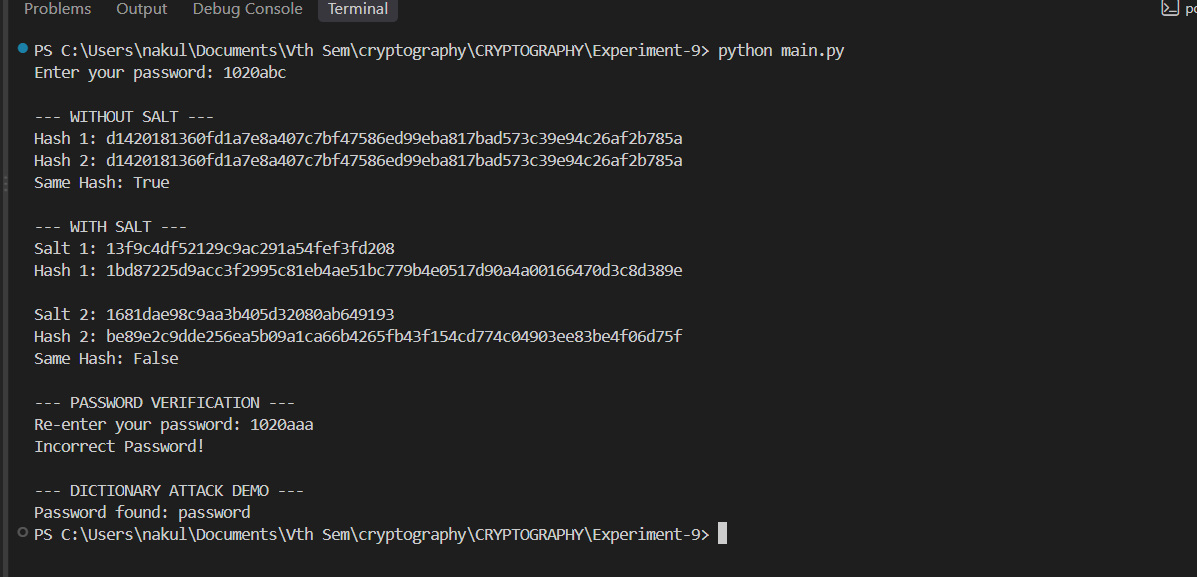 Problems Output Debug Console Terminal
PS C:\Users\nakul\Documents\Vth Sem\cryptography\CRYPTOGRAPHY\Experiment-9> python main.py
Enter your password: 1020abc
--- WITHOUT SALT ---
Hash 1: d1420181360fd1a7e8a407c7bf47586ed99eba817bad573c39e94c26af2b785a
Hash 2: d1420181360fd1a7e8a407c7bf47586ed99eba817bad573c39e94c26af2b785a
Same Hash: True
--- WITH SALT ---
Salt 1: 13f9c4df52129c9ac291a54fef3fd208
Hash 1: 1bd87225d9acc3f2995c81eb4ae51bc779b4e0517d90a4a00166470d3c8d389e
Salt 2: 1681dae98c9aa3b405d32080ab649193
Hash 2: be89e2c9dde256ea5b09a1ca66b4265fb43f154cd774c04903ee83be4f06d75f
Same Hash: False
--- PASSWORD VERIFICATION ---
Re-enter your password: 1020aaa
Incorrect Password!
--- DICTIONARY ATTACK DEMO ---
Password found: password
PS C:\Users\nakul\Documents\Vth Sem\cryptography\CRYPTOGRAPHY\Experiment-9>